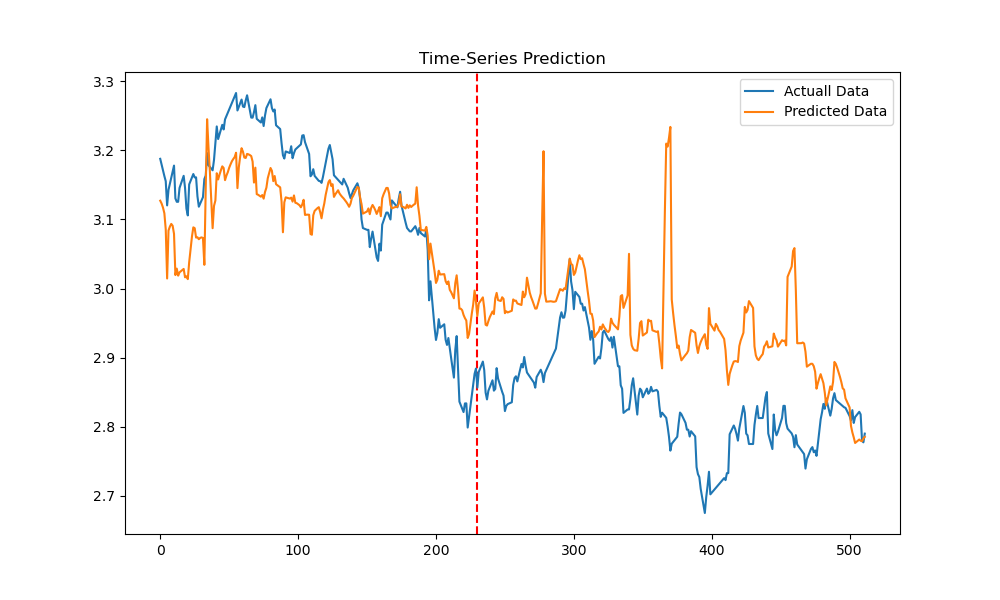 Time-Series Prediction
Actuall Data
Predicted Data
3.3
3.2
3.1
3.0
2.9
2.8
2.7
0 100 200 300 400 500